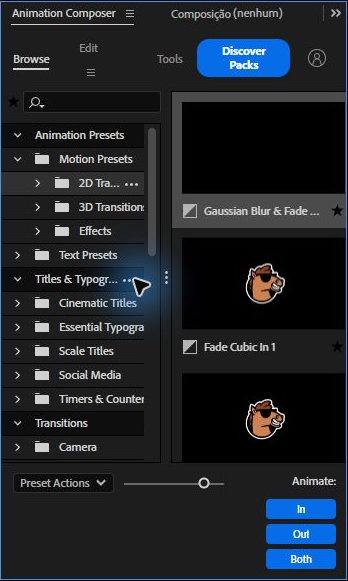 Animation Composer
Composição (nenhum)
Browse
Edit
Tools
Discover
Packs
Animation Presets
Motion Presets
2D Tra...
3D Transitions
Effects
Text Presets
Titles & Typogr...
Cinematic Titles
Essential Typogra
Scale Titles
Social Media
Timers & Counter
Transitions
Camera
Gaussian Blur & Fade ...
Fade Cubic In 1
Preset Actions
Animate:
In
Out
Both